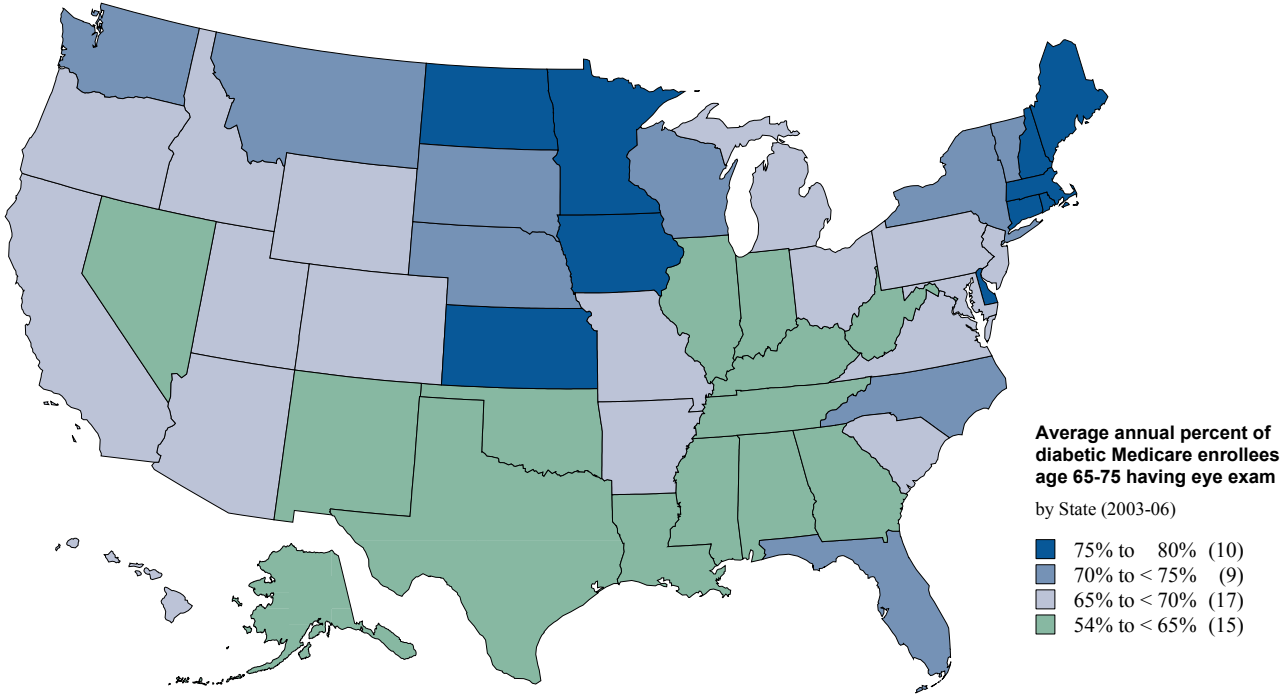 Average annual percent of
diabetic Medicare enrollees
age 65-75 having eye exam
by State (2003-06)
75% to 80% (10)
70% to < 75% (9)
65% to < 70% (17)
54% to < 65% (15)